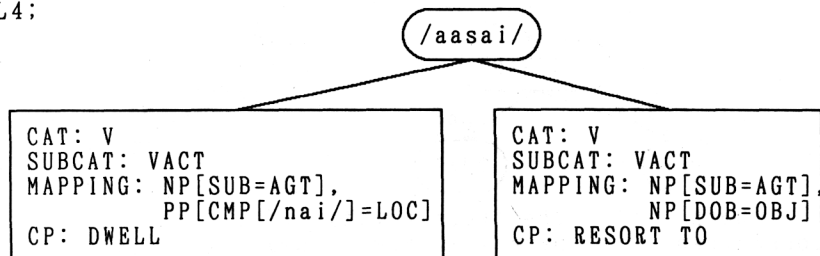 L4;
/aasai/
CAT: V
SUBCAT: VACT
MAPPING: NP[SUB=AGT],
PP[CMP[/nai/]=LOC]
CP: DWELL
CAT: V
SUBCAT: VACT
MAPPING: NP[SUB=AGT],
NP[DOB=OBJ]
CP: RESORT TO